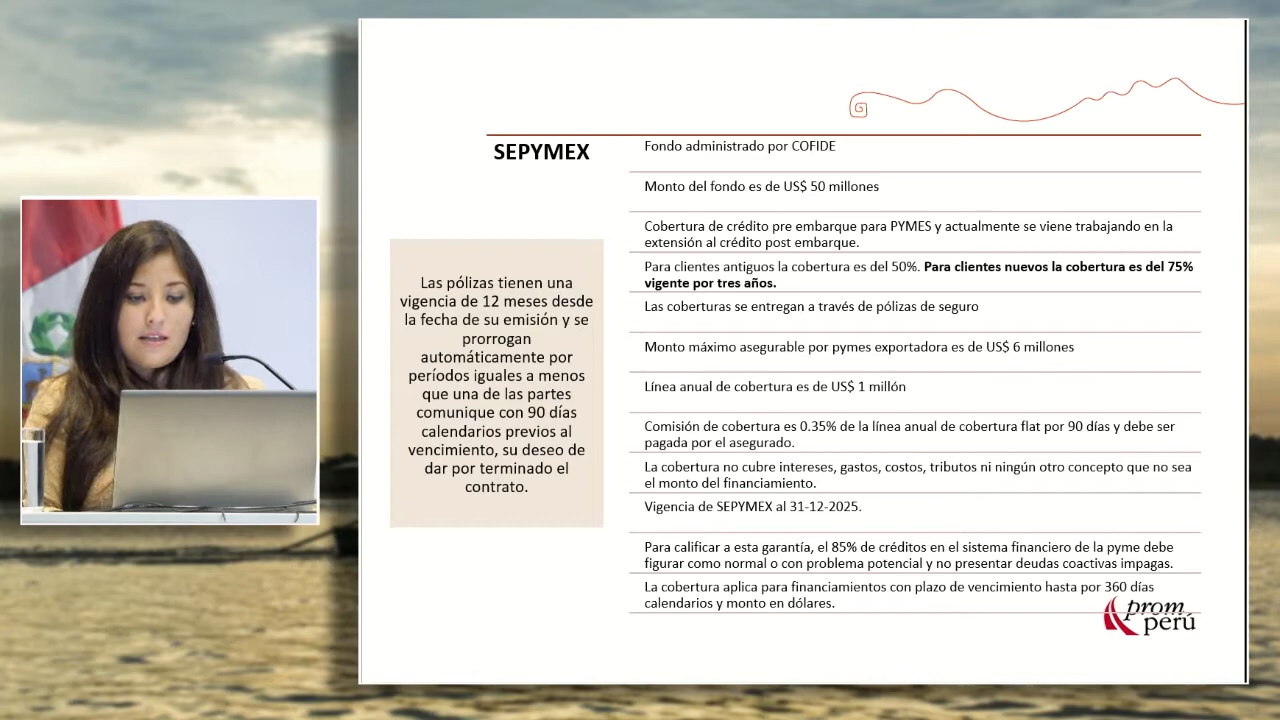 SEPYMEX
Las pólizas tienen una
vigencia de 12 meses desde
la fecha de su emisión y se
prorrogan
automáticamente por
períodos iguales a menos
que una de las partes
comunique con 90 días
calendarios previos al
vencimiento, su deseo de
dar por terminado el
contrato.
Fondo administrado por COFIDE
Monto del fondo es de US$ 50 millones
Cobertura de crédito pre embarque para PYMES y actualmente se viene trabajando en la
extensión al crédito post embarque.
Para clientes antiguos la cobertura es del 50%. Para clientes nuevos la cobertura es del 75%
vigente por tres años.
Las coberturas se entregan a través de pólizas de seguro
Monto máximo asegurable por pymes exportadora es de US$ 6 millones
Línea anual de cobertura es de US$ 1 millón
Comisión de cobertura es 0.35% de la línea anual de cobertura flat por 90 días y debe ser
pagada por el asegurado.
La cobertura no cubre intereses, gastos, costos, tributos ni ningún otro concepto que no sea
el monto del financiamiento.
Vigencia de SEPYMEX al 31-12-2025.
Para calificar a esta garantía, el 85% de créditos en el sistema financiero de la pyme debe
figurar como normal o con problema potencial y no presentar deudas coactivas impagas.
La cobertura aplica para financiamientos con plazo de vencimiento hasta por 360 días
calendarios y monto en dólares.
prom
perú